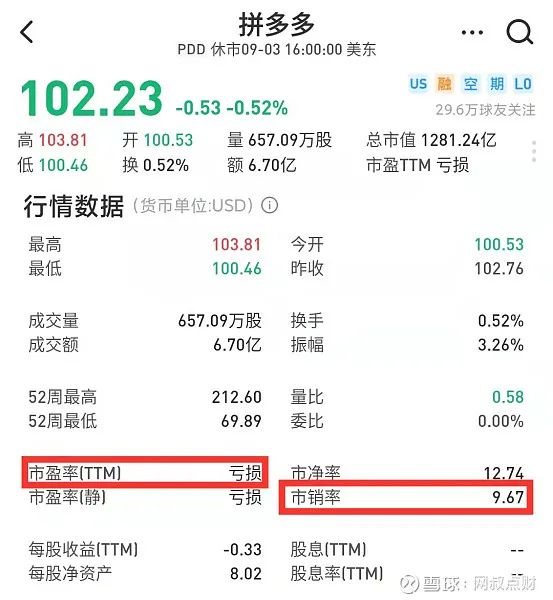 拼多多
PDD 休市09-03 16:00:00 美东
102.23 -0.53 -0.52%
US 融 空 期 L0
29.6万球友关注
高 103.81 开 100.53 量 657.09万股 总市值 1281.24亿
低 100.46 换 0.52% 额 6.70亿 市盈TTM 亏损
行情数据 (货币单位:USD)
最高 103.81 今开 100.53
最低 100.46 昨收 102.76
成交量 657.09万股 换手 0.52%
成交额 6.70亿 振幅 3.26%
52周最高 212.60 量比 0.58
52周最低 69.89 委比 0.00%
市盈率(TTM) 亏损 市净率 12.74
市盈率(静) 亏损 市销率 9.67
每股收益(TTM) -0.33 股息(TTM) --
每股净资产 8.02 股息率(TTM) --
雪球:网叔点财